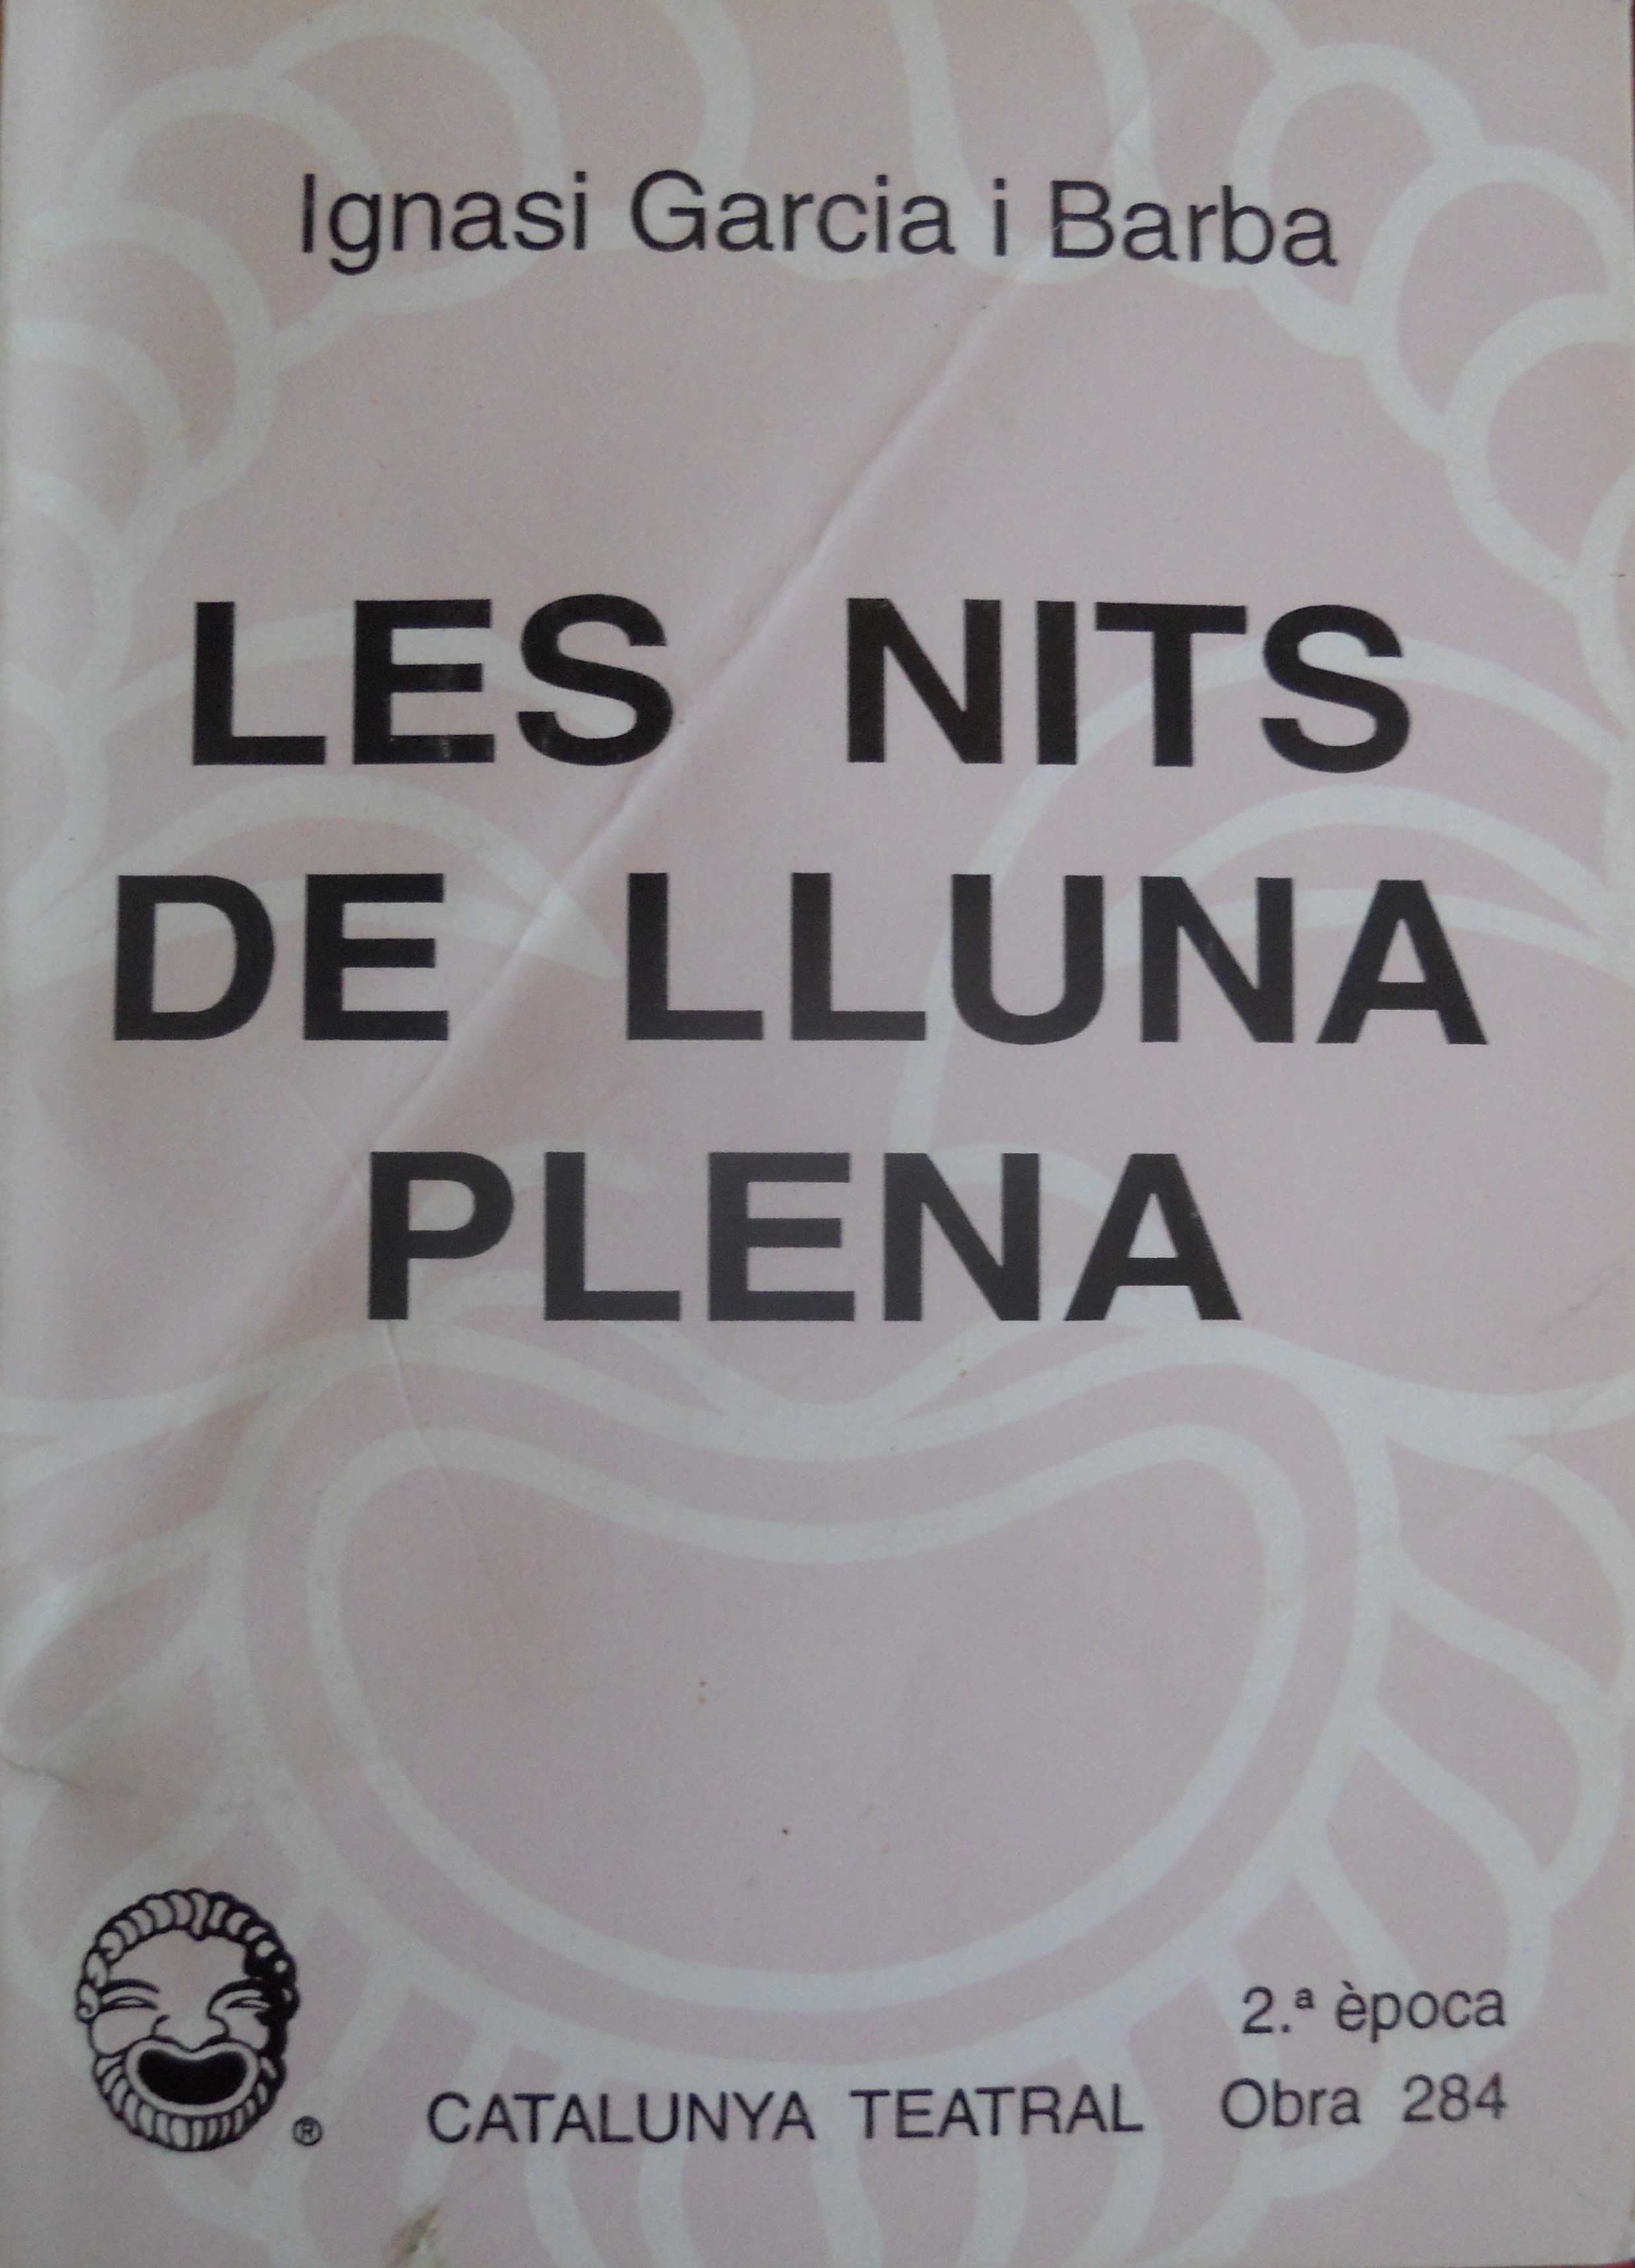 Ignasi Garcia i Barba
LES NITS
DE LLUNA
PLENA
2.ª època
® CATALUNYA TEATRAL Obra 284